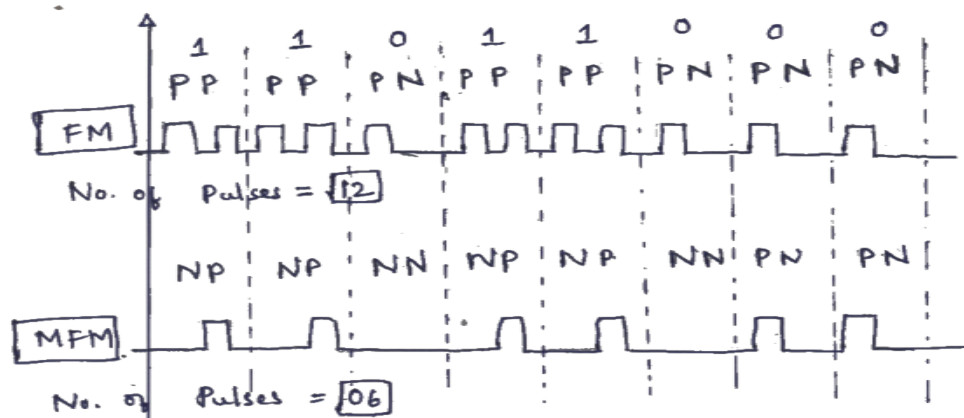 1 1 0 1 1 0 0 0
PP PP PN PP PP PN PN PN
FM
No. of Pulses = 12
NP NP NN NP NP NN PN PN
MFM
No. of Pulses = 06